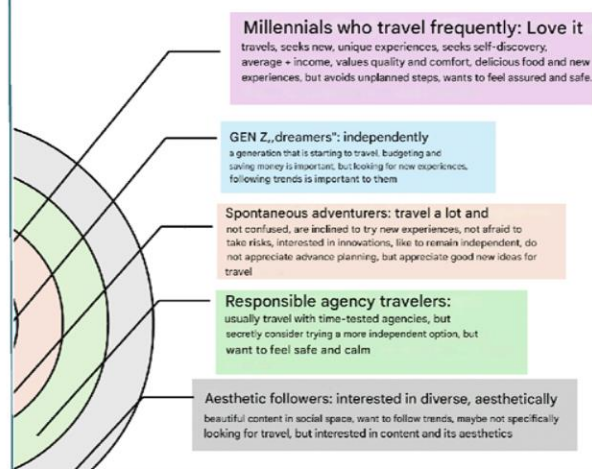 Millennials who travel frequently: Love it
travels, seeks new, unique experiences, seeks self-discovery,
average + income, values quality and comfort, delicious food and new
experiences, but avoids unplanned steps, wants to feel assured and safe.
GEN Z,,dreamers": independently
a generation that is starting to travel, budgeting and
saving money is important, but looking for new experiences,
following trends is important to them
Spontaneous adventurers: travel a lot and
not confused, are inclined to try new experiences, not afraid to
take risks, interested in innovations, like to remain independent, do
not appreciate advance planning, but appreciate good new ideas for
travel
Responsible agency travelers:
usually travel with time-tested agencies, but
secretly consider trying a more independent option, but
want to feel safe and calm
Aesthetic followers: interested in diverse, aesthetically
beautiful content in social space, want to follow trends, maybe not specifically
looking for travel, but interested in content and its aesthetics